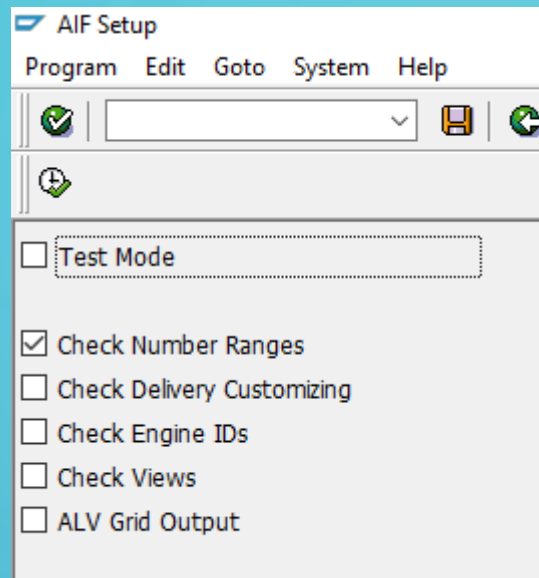 AIF Setup
Program Edit Goto System Help
Test Mode
Check Number Ranges
Check Delivery Customizing
Check Engine IDs
Check Views
ALV Grid Output